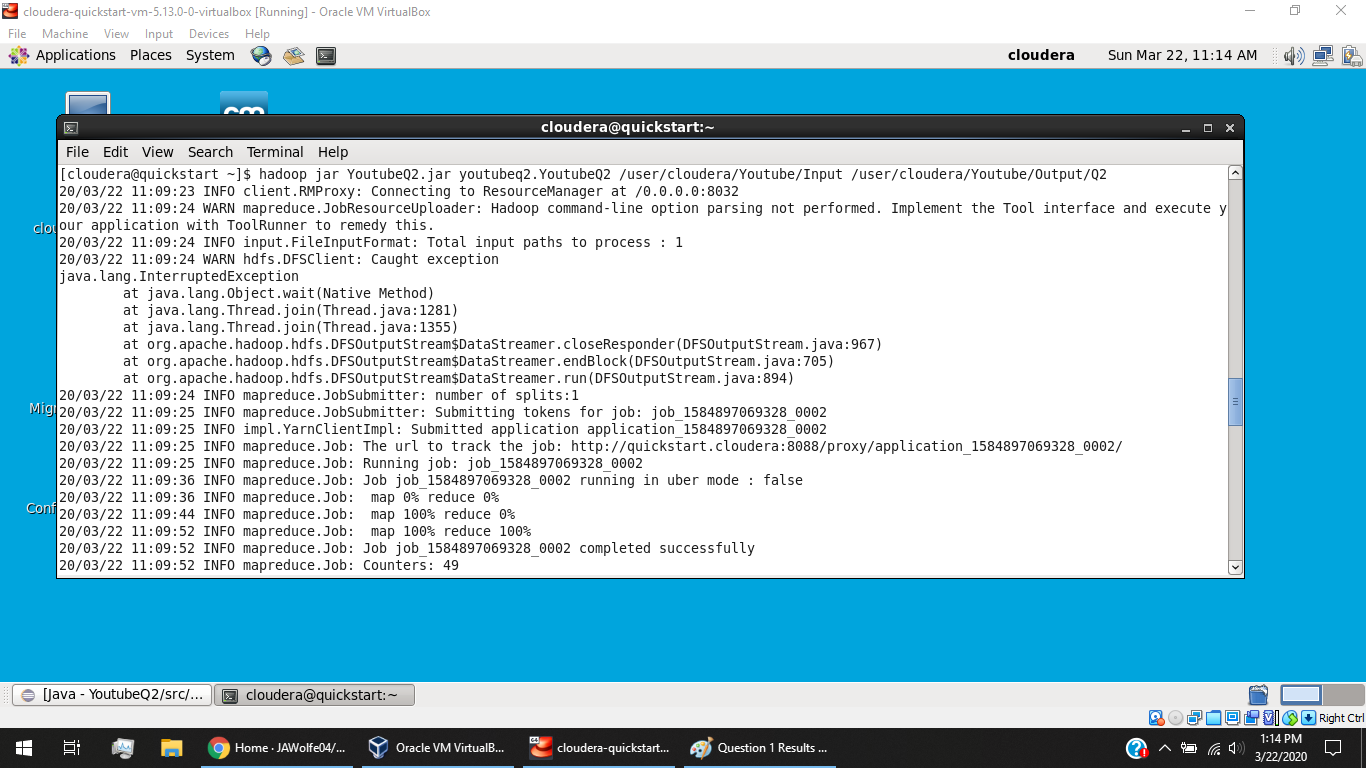 cloudera-quickstart-vm-5.13.0-0-virtualbox [Running] - Oracle VM VirtualBox
File Machine View Input Devices Help
Applications Places System cloudera Sun Mar 22, 11:14 AM
cm
cloudera@quickstart:~
File Edit View Search Terminal Help
[cloudera@quickstart ~]$ hadoop jar YoutubeQ2.jar youtubeq2.YoutubeQ2 /user/cloudera/Youtube/Input /user/cloudera/Youtube/Output/Q2
20/03/22 11:09:23 INFO client.RMProxy: Connecting to ResourceManager at /0.0.0.0:8032
20/03/22 11:09:24 WARN mapreduce.JobResourceUploader: Hadoop command-line option parsing not performed. Implement the Tool interface and execute y
our application with ToolRunner to remedy this.
20/03/22 11:09:24 INFO input.FileInputFormat: Total input paths to process : 1
20/03/22 11:09:24 WARN hdfs.DFSClient: Caught exception
java.lang.InterruptedException
at java.lang.Object.wait(Native Method)
at java.lang.Thread.join(Thread.java:1281)
at java.lang.Thread.join(Thread.java:1355)
at org.apache.hadoop.hdfs.DFSOutputStream$DataStreamer.closeResponder(DFSOutputStream.java:967)
at org.apache.hadoop.hdfs.DFSOutputStream$DataStreamer.endBlock(DFSOutputStream.java:705)
at org.apache.hadoop.hdfs.DFSOutputStream$DataStreamer.run(DFSOutputStream.java:894)
20/03/22 11:09:24 INFO mapreduce.JobSubmitter: number of splits:1
20/03/22 11:09:25 INFO mapreduce.JobSubmitter: Submitting tokens for job: job_1584897069328_0002
20/03/22 11:09:25 INFO impl.YarnClientImpl: Submitted application application_1584897069328_0002
20/03/22 11:09:25 INFO mapreduce.Job: The url to track the job: http://quickstart.cloudera:8088/proxy/application_1584897069328_0002/
20/03/22 11:09:25 INFO mapreduce.Job: Running job: job_1584897069328_0002
20/03/22 11:09:36 INFO mapreduce.Job: Job job_1584897069328_0002 running in uber mode : false
20/03/22 11:09:36 INFO mapreduce.Job:  map 0% reduce 0%
20/03/22 11:09:44 INFO mapreduce.Job:  map 100% reduce 0%
20/03/22 11:09:52 INFO mapreduce.Job:  map 100% reduce 100%
20/03/22 11:09:52 INFO mapreduce.Job: Job job_1584897069328_0002 completed successfully
20/03/22 11:09:52 INFO mapreduce.Job: Counters: 49
clou
Mig
Conf
[Java - YoutubeQ2/src/... cloudera@quickstart:~
Right Ctrl
Home · JAWolfe04/... Oracle VM VirtualB... cloudera-quickstart... Question 1 Results ... 1:14 PM
3/22/2020